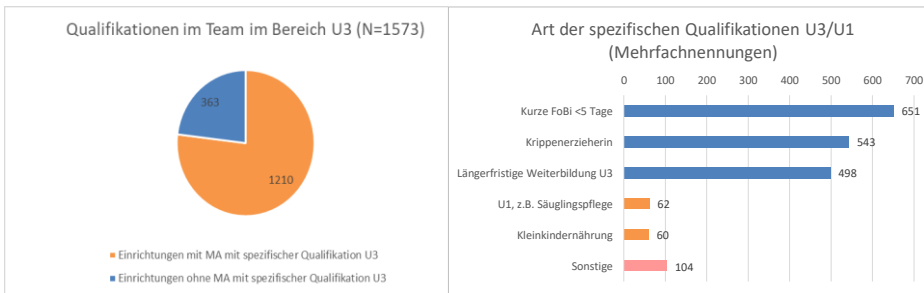 Qualifikationen im Team im Bereich U3 (N=1573)
363
1210
Einrichtungen mit MA mit spezifischer Qualifikation U3
Einrichtungen ohne MA mit spezifischer Qualifikation U3
Art der spezifischen Qualifikationen U3/U1
(Mehrfachnennungen)
0 100 200 300 400 500 600 700
Kurze FoBi <5 Tage 651
Krippenerzieherin 543
Längerfristige Weiterbildung U3 498
U1, z.B. Säuglingspflege 62
Kleinkindernährung 60
Sonstige 104